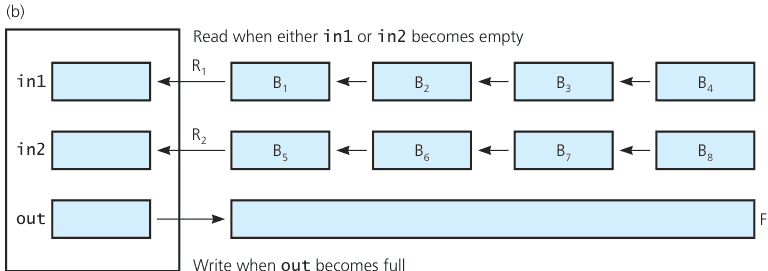 (b)
Read when either in1 or in2 becomes empty
in1 R₁ B₁ B₂ B₃ B₄
in2 R₂ B₅ B₆ B₇ B₈
out F
Write when out becomes full